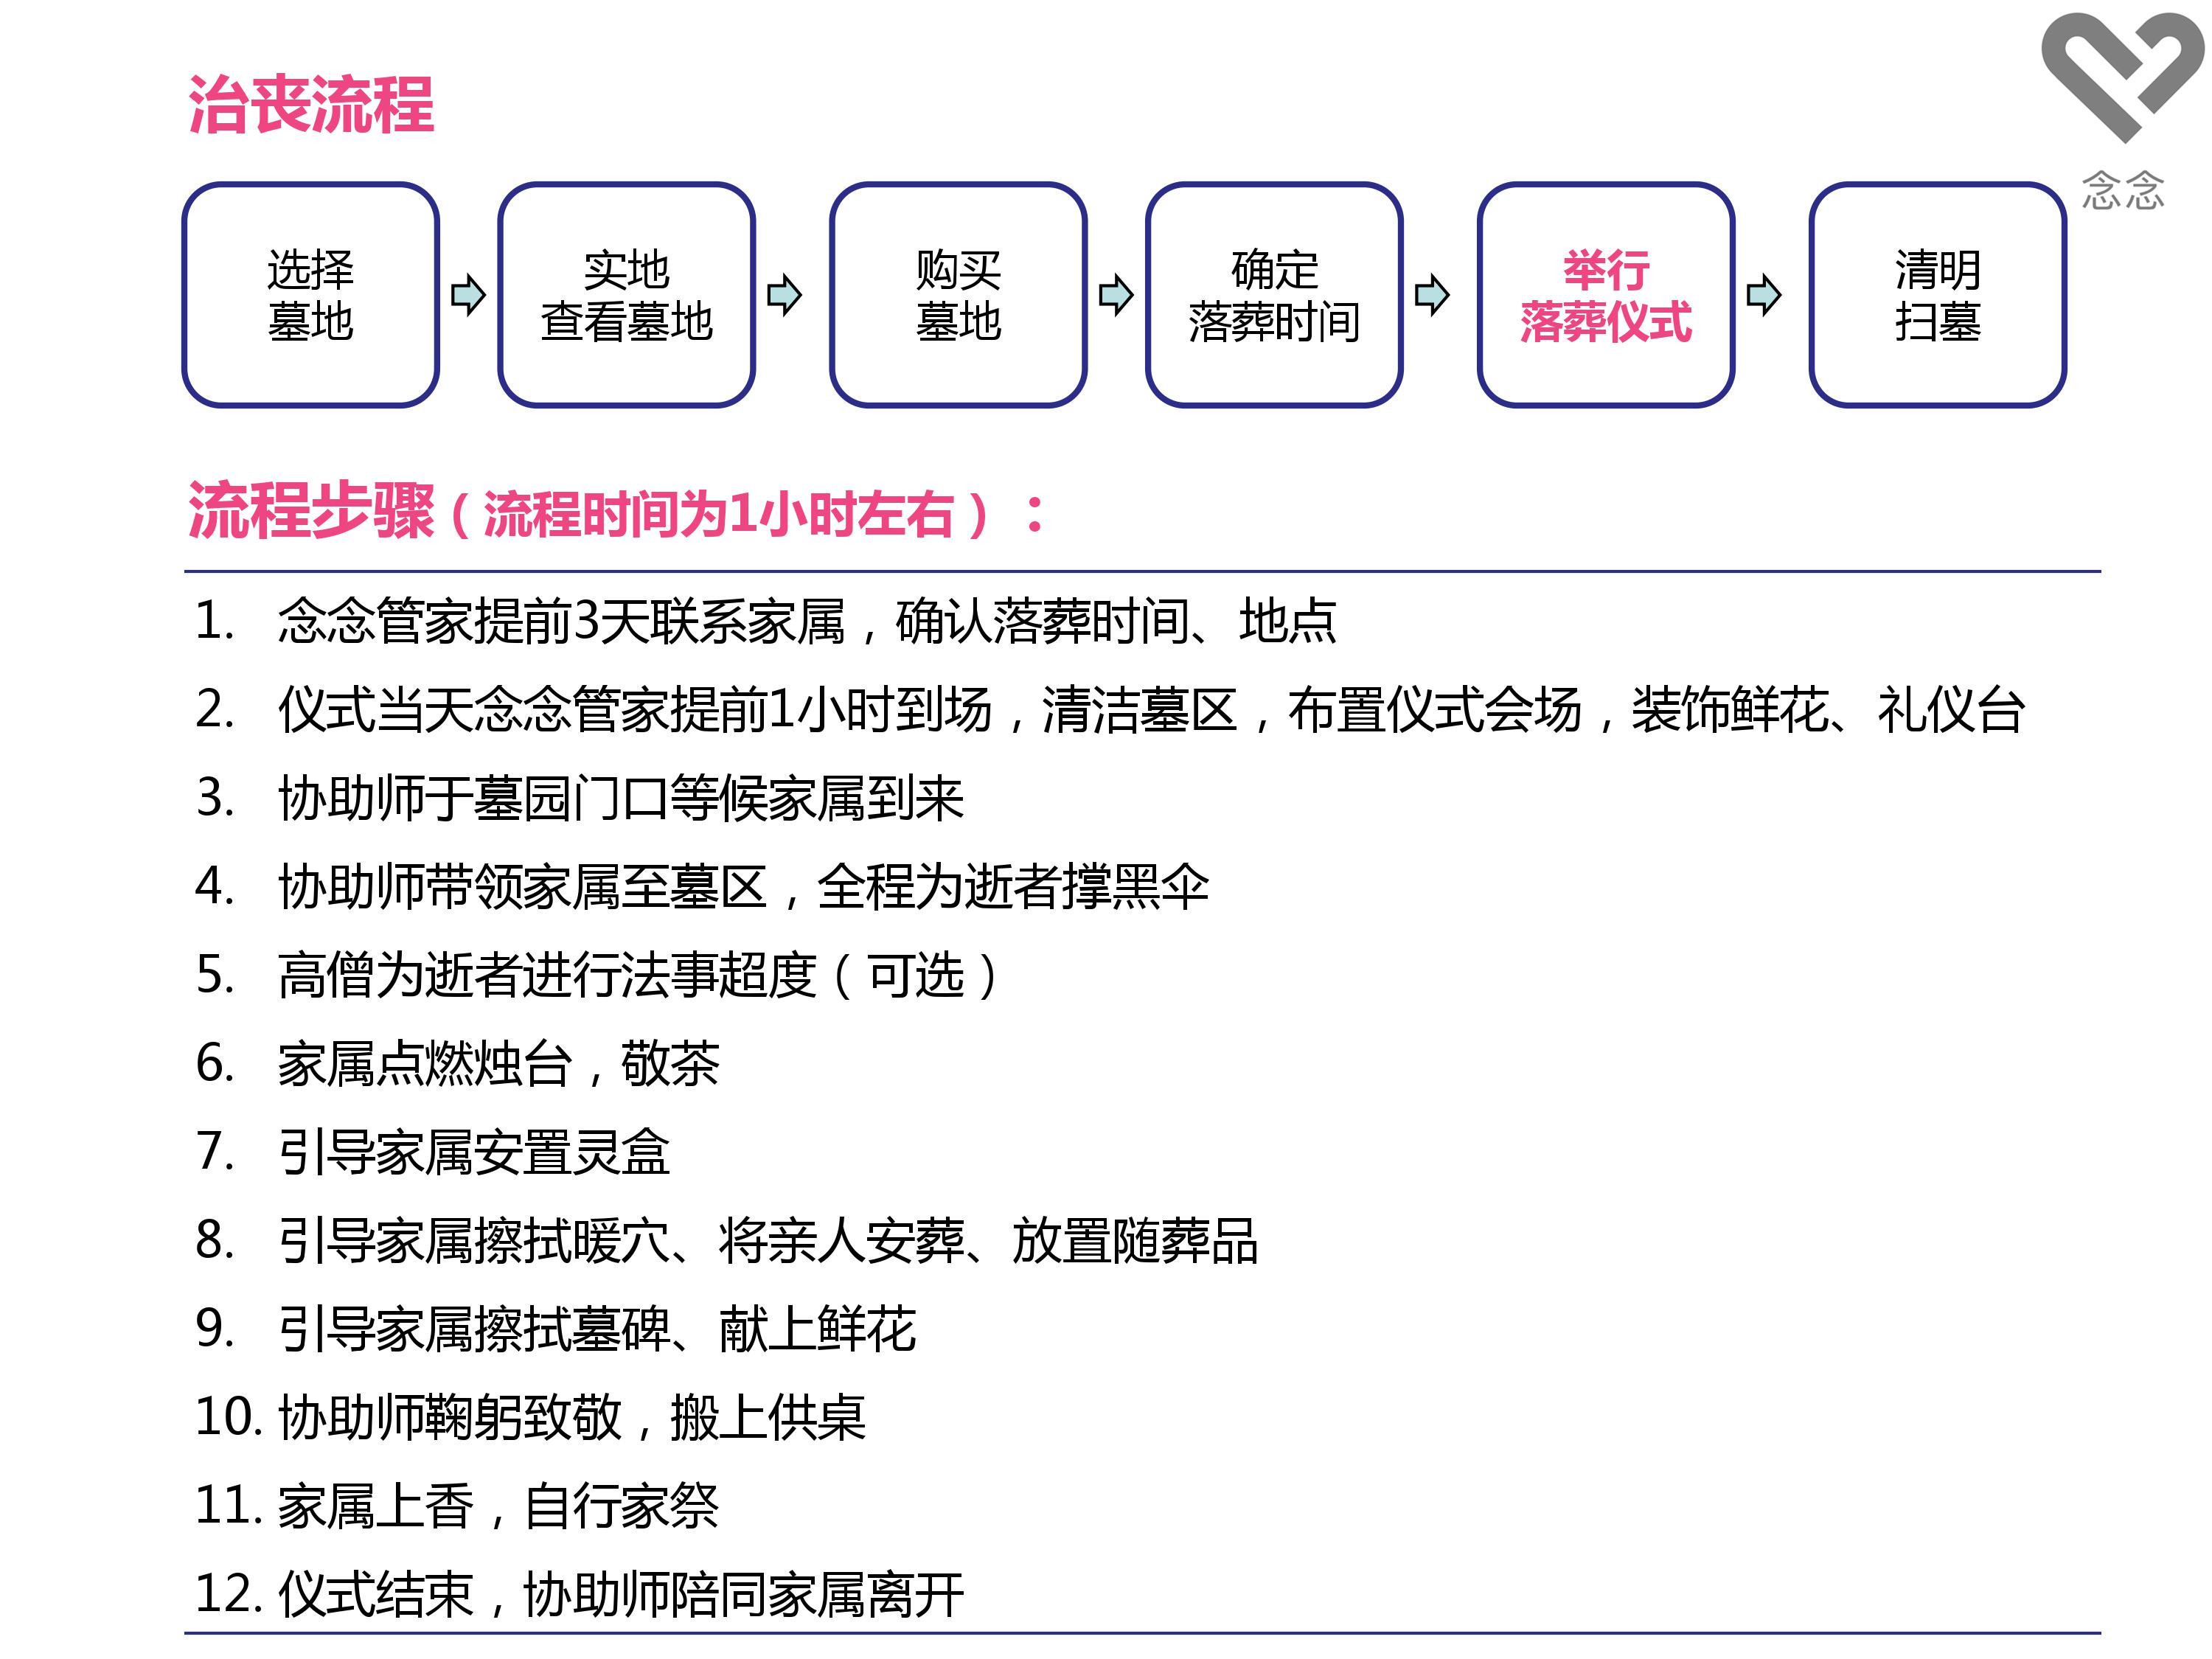 治丧流程
念念
选择
墓地
实地
查看墓地
购买
墓地
确定
落葬时间
举行
落葬仪式
清明
扫墓
流程步骤（流程时间为1小时左右）：
1. 念念管家提前3天联系家属，确认落葬时间、地点
2. 仪式当天念念管家提前1小时到场，清洁墓区，布置仪式会场，装饰鲜花、礼仪台
3. 协助师于墓园门口等候家属到来
4. 协助师带领家属至墓区，全程为逝者撑黑伞
5. 高僧为逝者进行法事超度（可选）
6. 家属点燃烛台，敬茶
7. 引导家属安置灵盒
8. 引导家属擦拭暖穴、将亲人安葬、放置随葬品
9. 引导家属擦拭墓碑、献上鲜花
10. 协助师鞠躬致敬，搬上供桌
11. 家属上香，自行家祭
12. 仪式结束，协助师陪同家属离开